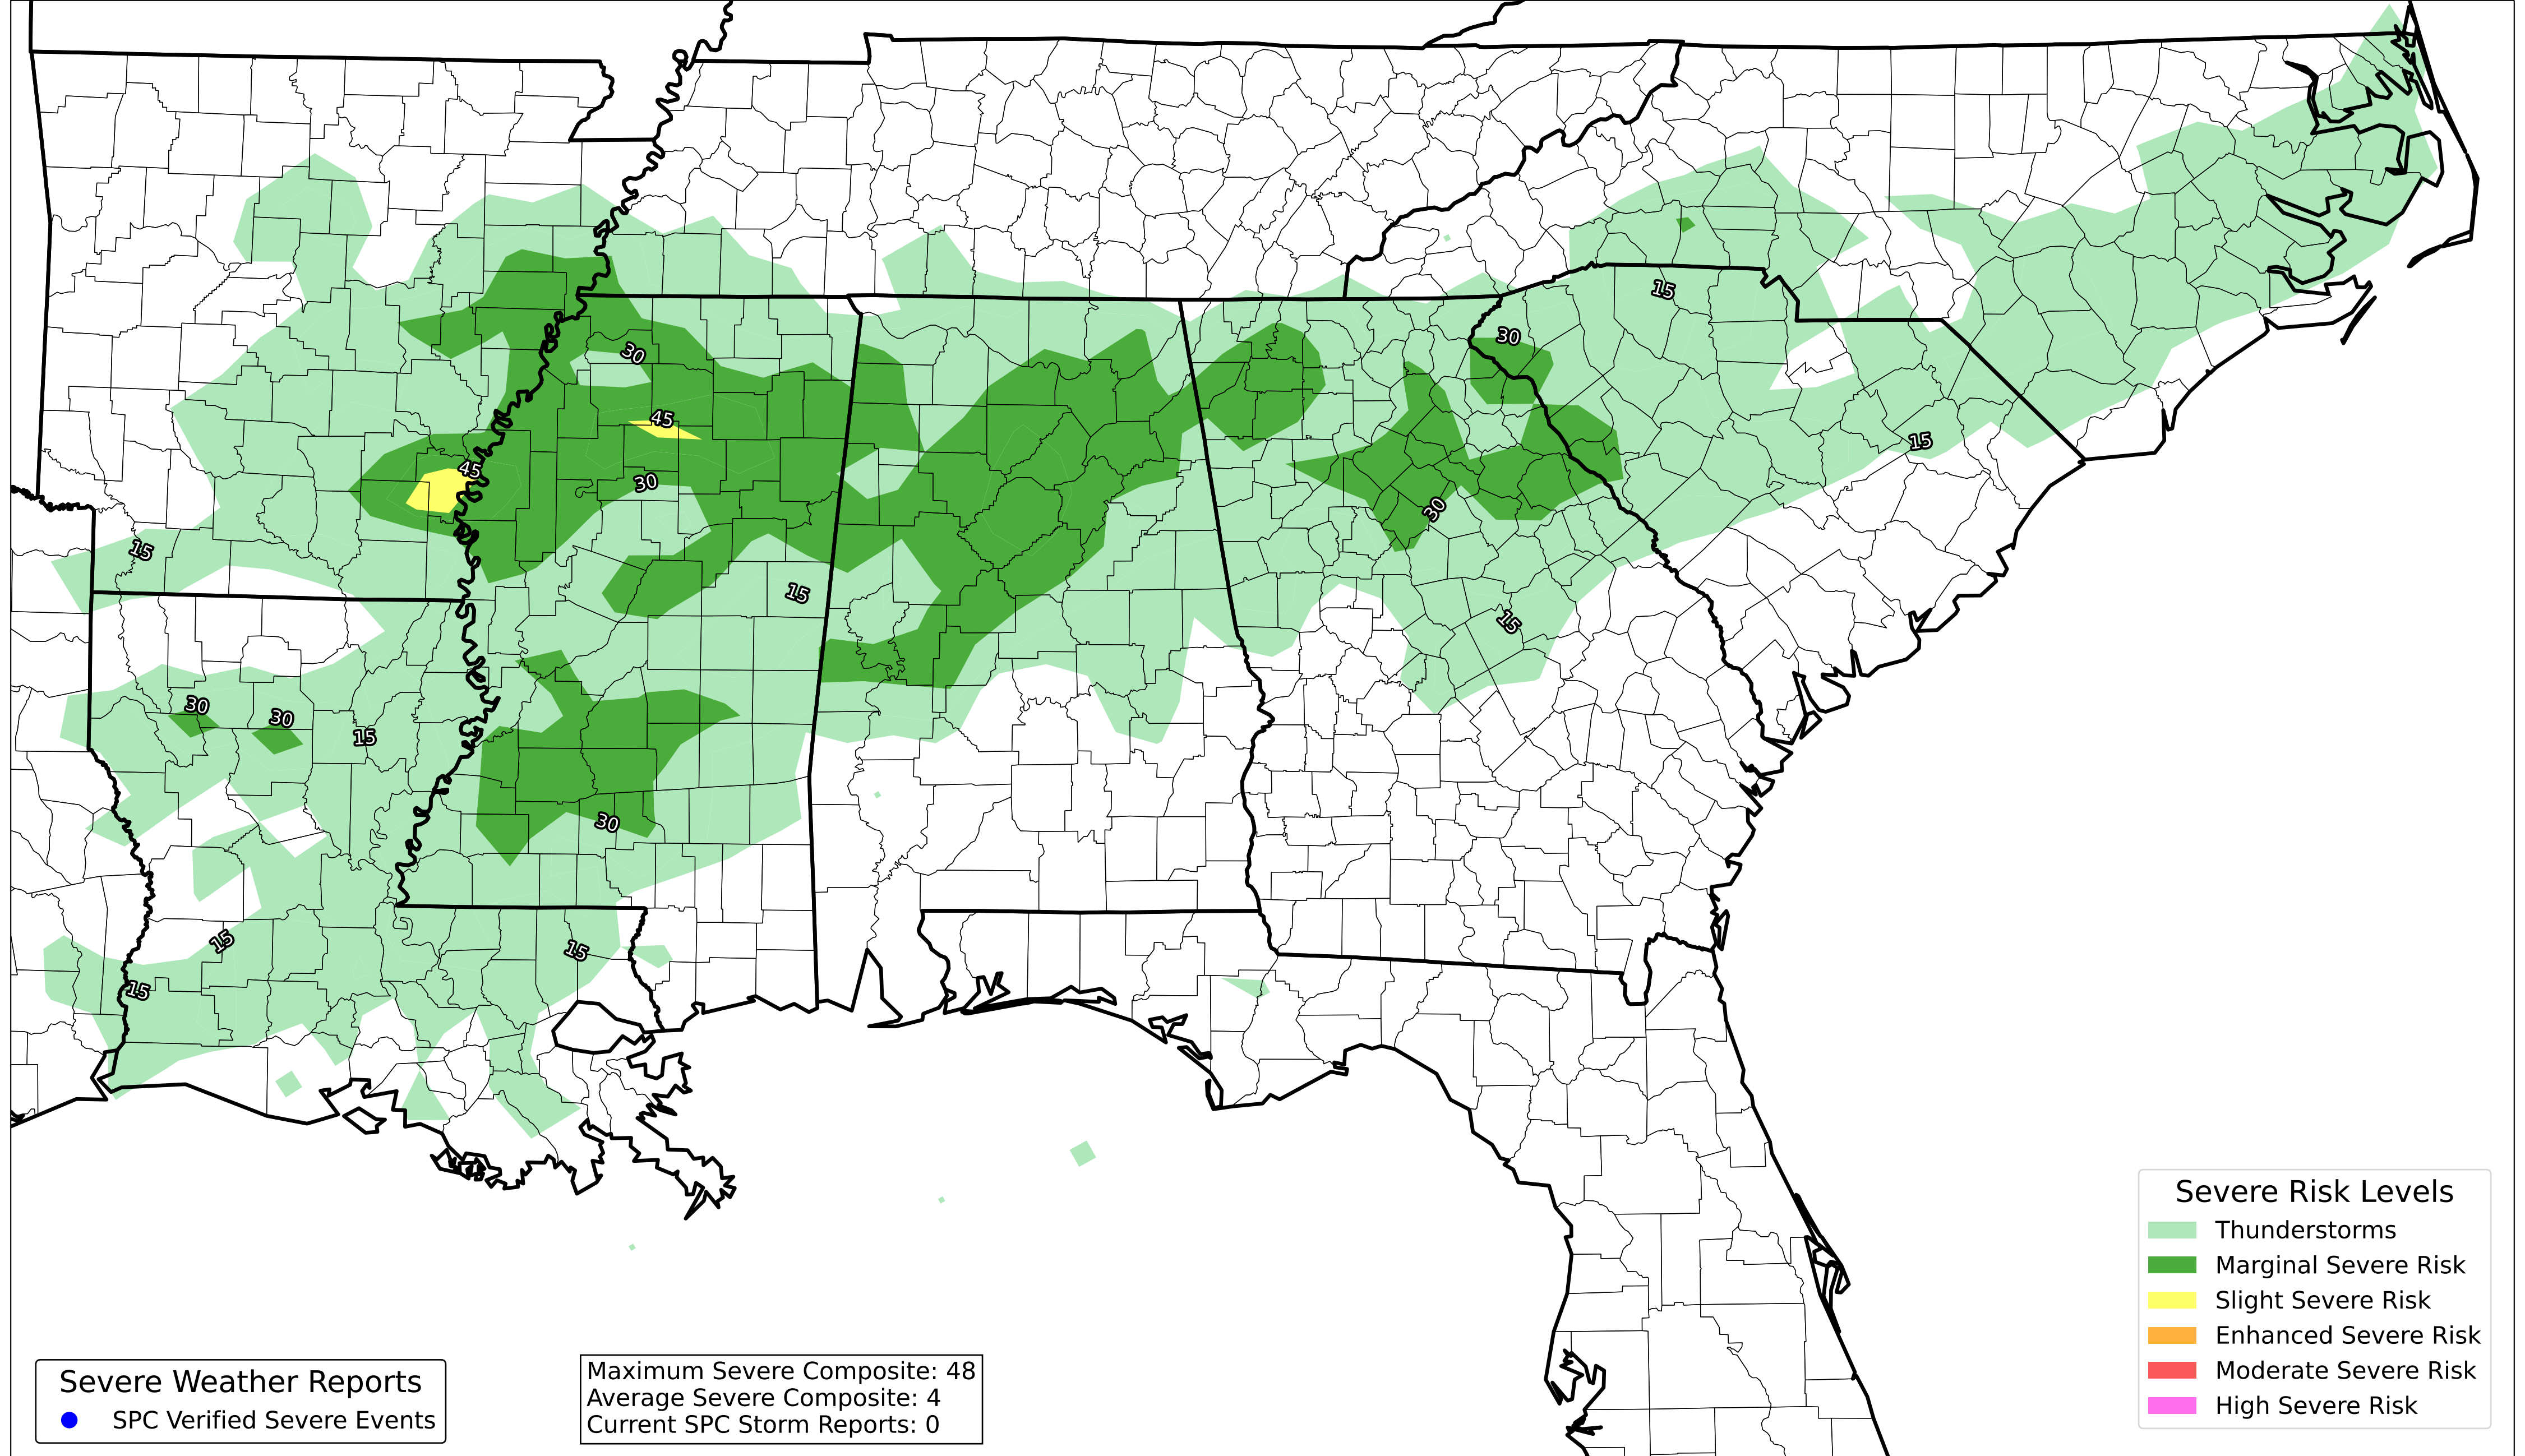 15
30
30
45
15
45
30
30
15
15
15
30
30
15
30
15
15
15
Severe Risk Levels
Thunderstorms
Marginal Severe Risk
Slight Severe Risk
Enhanced Severe Risk
Moderate Severe Risk
High Severe Risk
Severe Weather Reports
SPC Verified Severe Events
Maximum Severe Composite: 48
Average Severe Composite: 4
Current SPC Storm Reports: 0